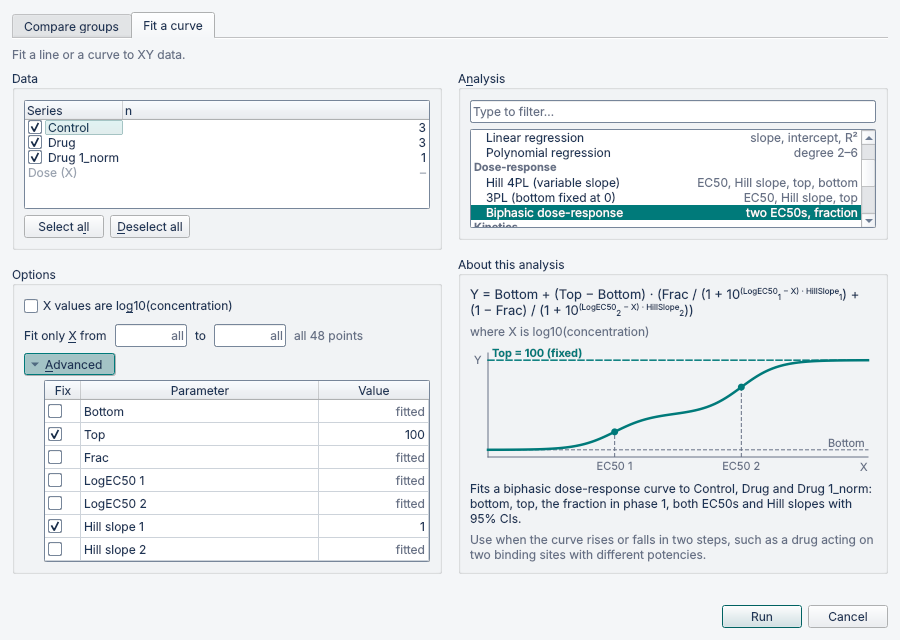 Compare groups
Fit a curve
Fit a line or a curve to XY data.
Data
Series n
Control 3
Drug 3
Drug 1_norm 1
Dose (X) –
Select all
Deselect all
Options
X values are log10(concentration)
Fit only X from all to all all 48 points
Advanced
Fix Parameter Value
Bottom fitted
Top 100
Frac fitted
LogEC50 1 fitted
LogEC50 2 fitted
Hill slope 1 1
Hill slope 2 fitted
Analysis
Type to filter...
Linear regression slope, intercept, R²
Polynomial regression degree 2–6
Dose-response
Hill 4PL (variable slope) EC50, Hill slope, top, bottom
3PL (bottom fixed at 0) EC50, Hill slope, top
Biphasic dose-response two EC50s, fraction
Kinetics
About this analysis
Y = Bottom + (Top − Bottom) · (Frac / (1 + 10^(LogEC50₁ − X) · HillSlope₁) +
(1 − Frac) / (1 + 10^(LogEC50₂ − X) · HillSlope₂))
where X is log10(concentration)
Top = 100 (fixed)
Y
Bottom
EC50 1
EC50 2
X
Fits a biphasic dose-response curve to Control, Drug and Drug 1_norm:
bottom, top, the fraction in phase 1, both EC50s and Hill slopes with
95% CIs.
Use when the curve rises or falls in two steps, such as a drug acting on
two binding sites with different potencies.
Run
Cancel